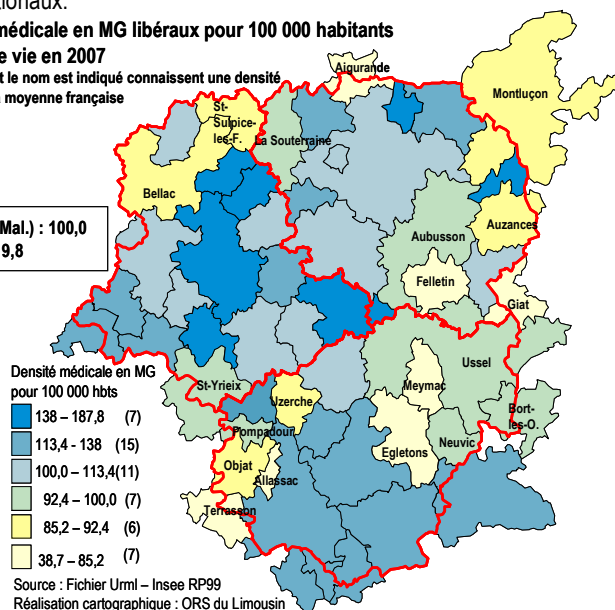 ionaux.
médicale en MG libéraux pour 100 000 habitants
e vie en 2007
t le nom est indiqué connaissent une densité
a moyenne française
Aigurande
Montluçon
St-
Sulpice-
les-F.
La Souterraine
Bellac
Mal.) : 100,0
9,8
Auzances
Aubusson
Felletin
Giat
Densité médicale en MG
pour 100 000 hbts
138 – 187,8 (7)
113,4 - 138 (15)
100,0 – 113,4(11)
92,4 – 100,0 (7)
85,2 – 92,4 (6)
38,7 – 85,2 (7)
St-Yrieix
Ussel
Meymac
Uzerche
Bort-
les-O.
Pompadour
Neuvic
Egletons
Objat
Allassac
Terrasson
Source : Fichier Urml – Insee RP99
Réalisation cartographique : ORS du Limousin